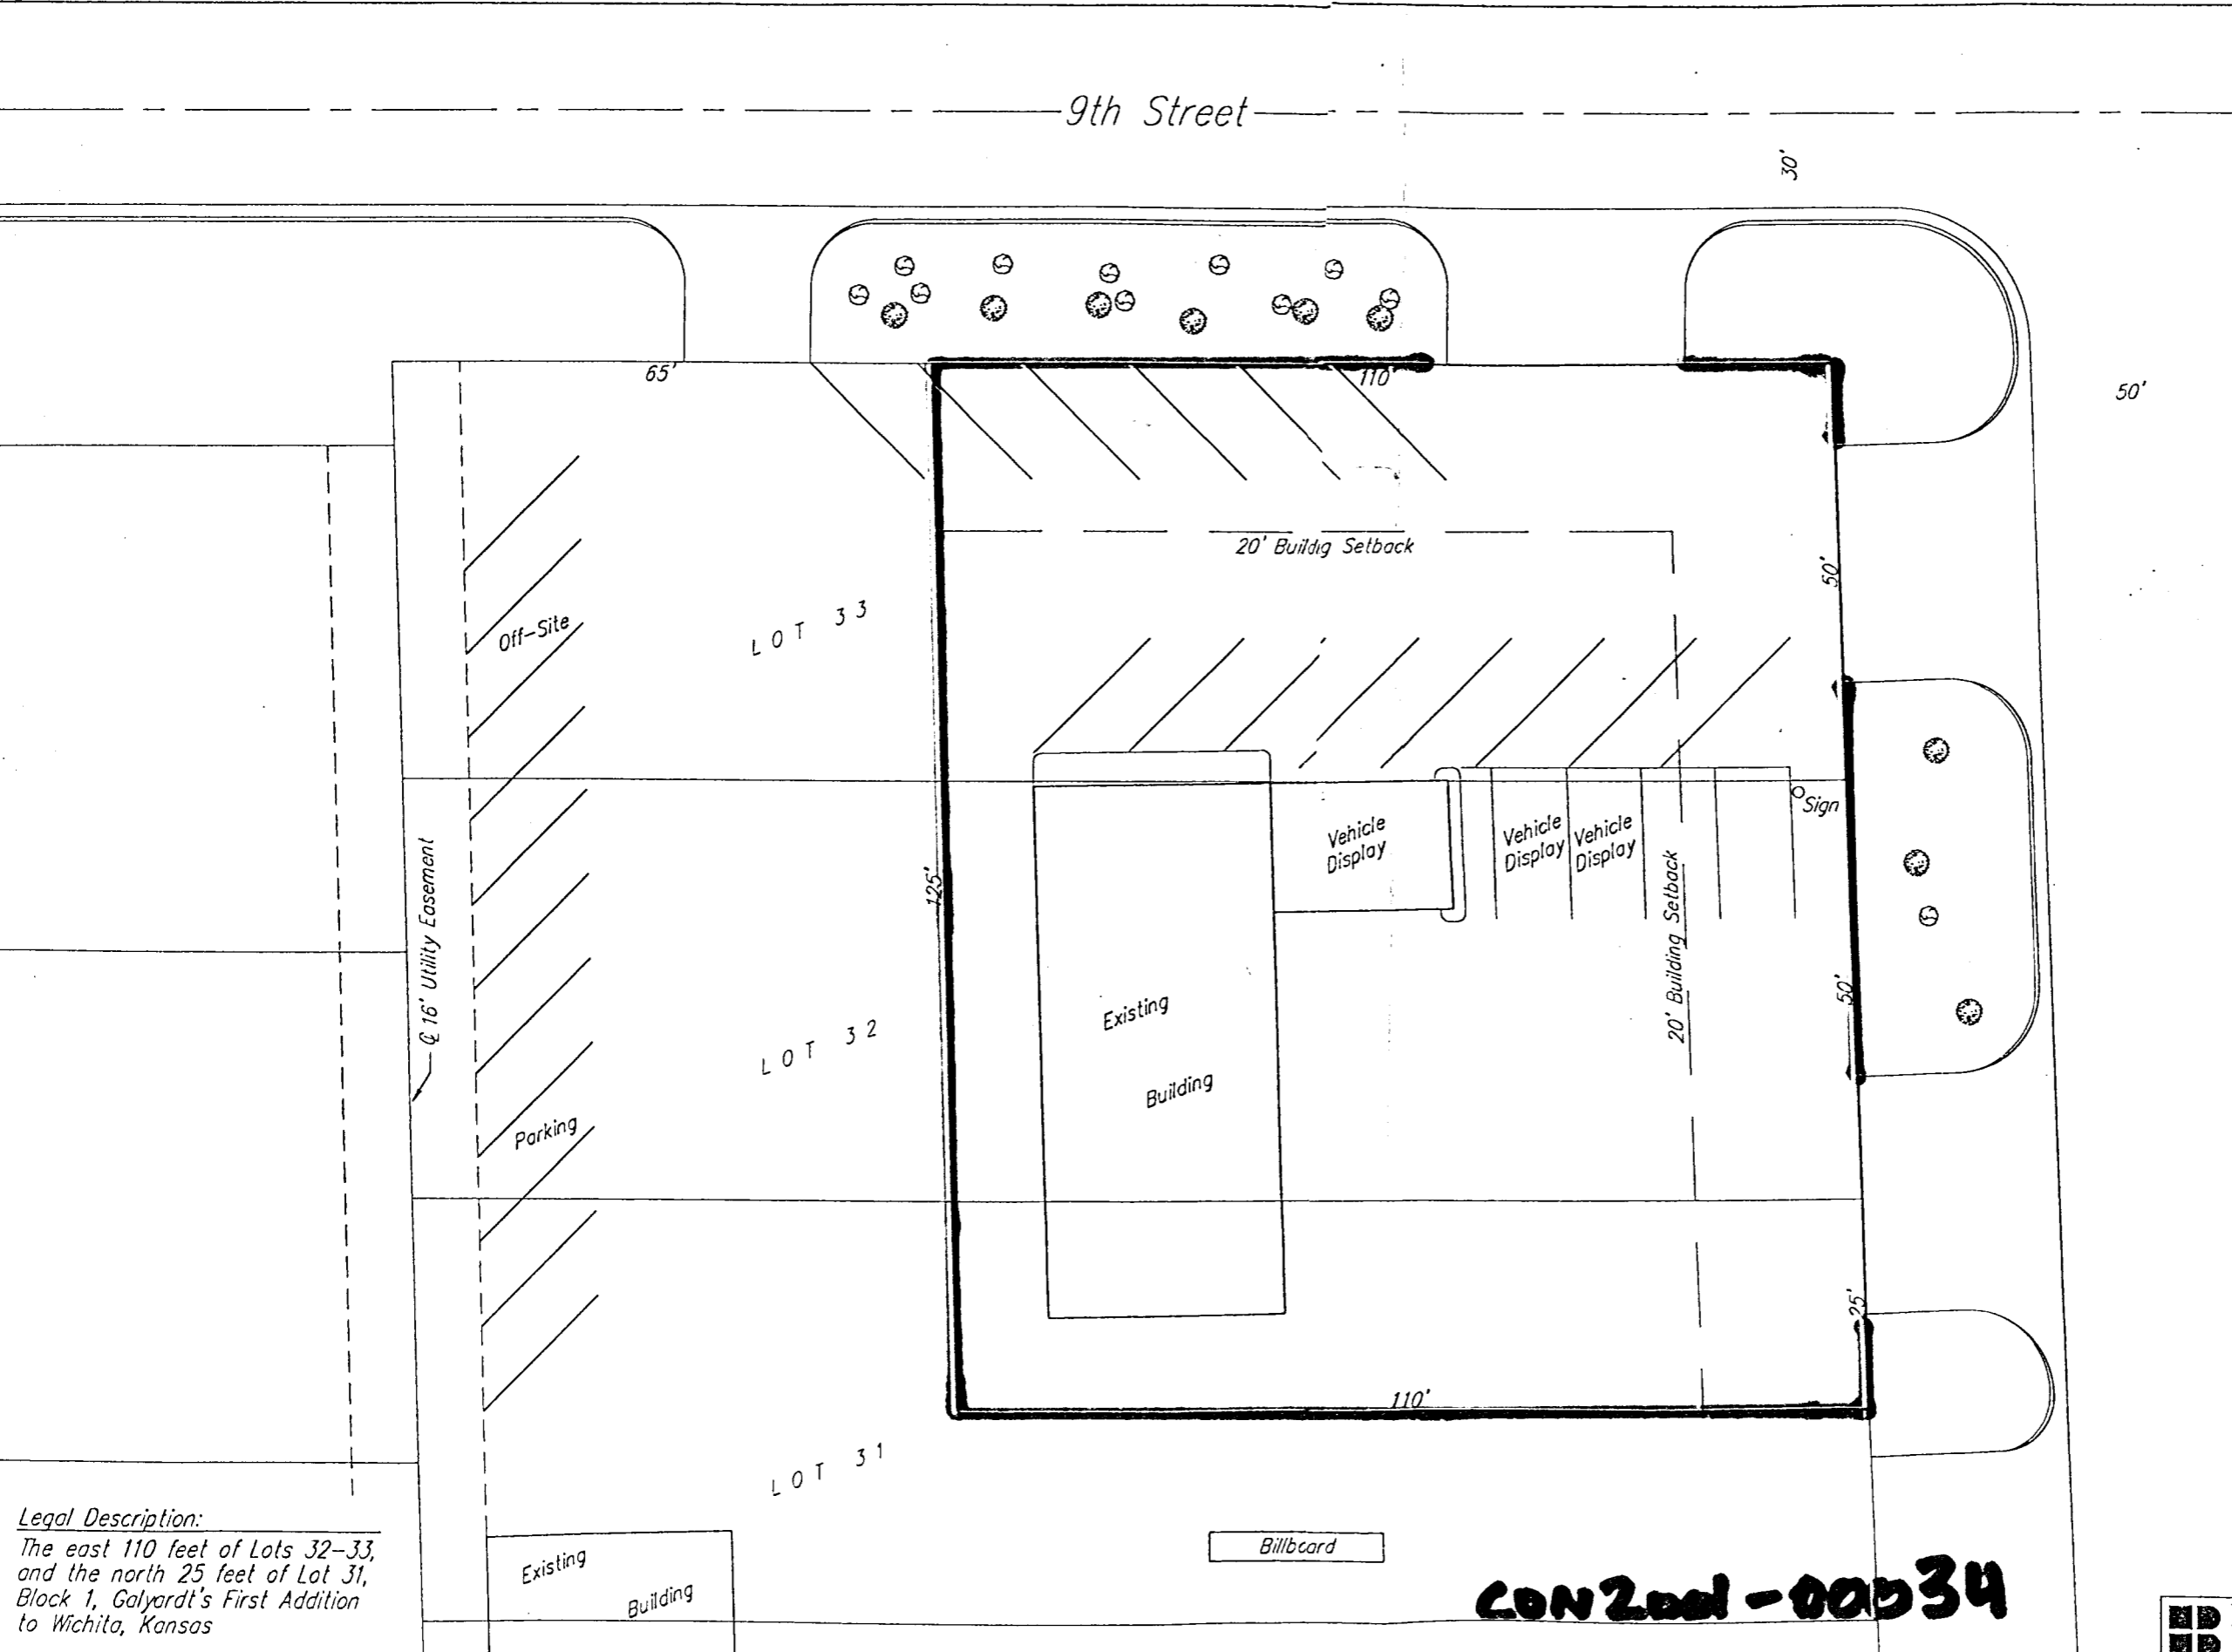 9th Street
30'
50'
65'
110'
20' Buildig Setback
50'
Off-Site
LOT 33
Vehicle
Display
Vehicle
Display
Vehicle
Display
Sign
125'
℄ 16' Utility Easement
20' Building Setback
50'
LOT 32
Existing
Building
Parking
25'
110'
LOT 31
Legal Description:
The east 110 feet of Lots 32-33,
and the north 25 feet of Lot 31,
Block 1, Galyardt's First Addition
to Wichita, Kansas
Existing
Building
Billboard
CON2001-00034